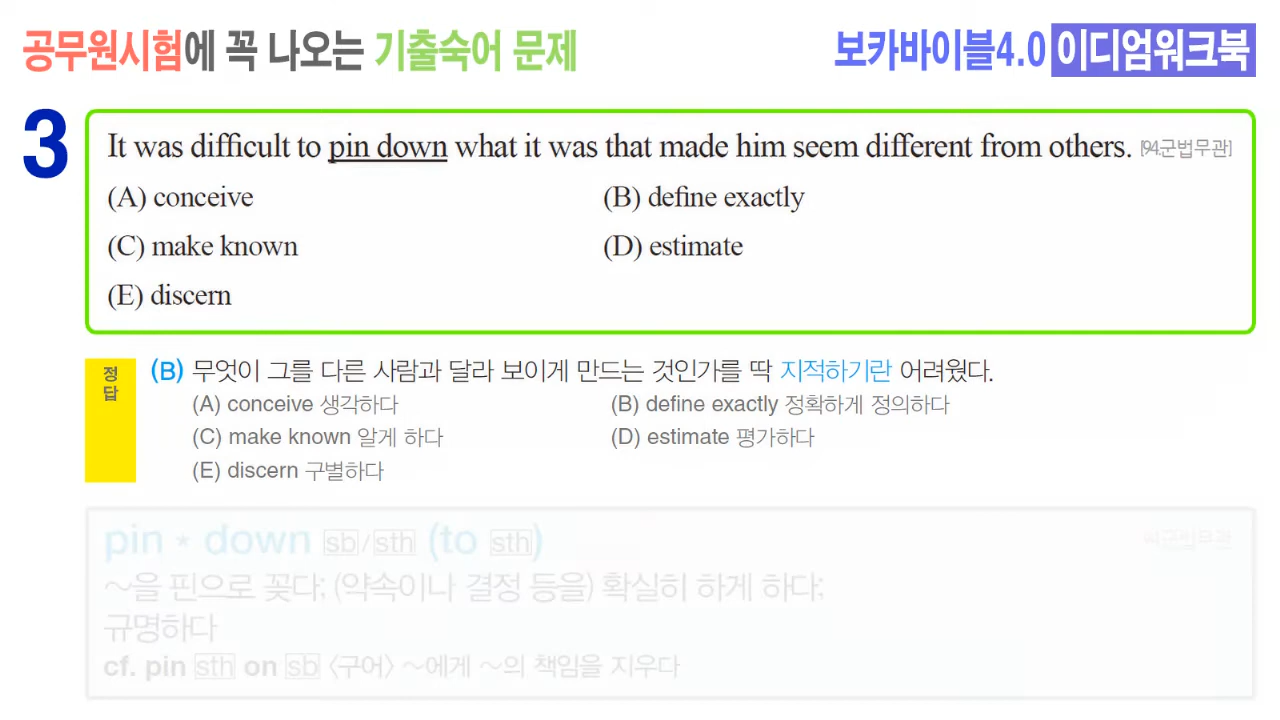 공무원시험에 꼭 나오는 기출숙어 문제
보카바이블4.0 이디엄워크북
3
It was difficult to pin down what it was that made him seem different from others. [94.군법무관]
(A) conceive (B) define exactly
(C) make known (D) estimate
(E) discern
정답
(B) 무엇이 그를 다른 사람과 달라 보이게 만드는 것인가를 딱 지적하기란 어려웠다.
(A) conceive 생각하다 (B) define exactly 정확하게 정의하다
(C) make known 알게 하다 (D) estimate 평가하다
(E) discern 구별하다
pin * down sb/sth (to sth) 94군법무관
~을 핀으로 꽂다; (약속이나 결정 등을) 확실히 하게 하다;
규명하다
cf. pin sth on sb 〈구어〉 ~에게 ~의 책임을 지우다